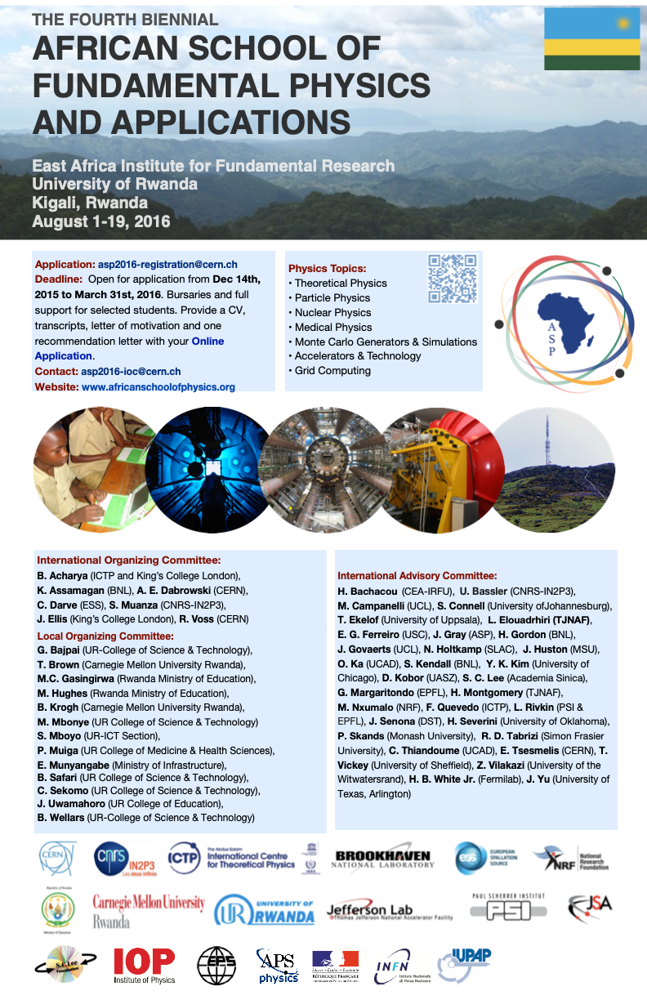 THE FOURTH BIENNIAL
AFRICAN SCHOOL OF
FUNDAMENTAL PHYSICS
AND APPLICATIONS
East Africa Institute for Fundamental Research
University of Rwanda
Kigali, Rwanda
August 1-19, 2016
Application: asp2016-registration@cern.ch
Deadline: Open for application from Dec 14th,
2015 to March 31st, 2016. Bursaries and full
support for selected students. Provide a CV,
transcripts, letter of motivation and one
recommendation letter with your Online
Application.
Contact: asp2016-ioc@cern.ch
Website: www.africanschoolofphysics.org
Physics Topics:
• Theoretical Physics
• Particle Physics
• Nuclear Physics
• Medical Physics
• Monte Carlo Generators & Simulations
• Accelerators & Technology
• Grid Computing
A
S
P
International Organizing Committee:
B. Acharya (ICTP and King's College London),
K. Assamagan (BNL), A. E. Dabrowski (CERN),
C. Darve (ESS), S. Muanza (CNRS-IN2P3),
J. Ellis (King's College London), R. Voss (CERN)
Local Organizing Committee:
G. Bajpai (UR-College of Science & Technology),
T. Brown (Carnegie Mellon University Rwanda),
M.C. Gasingirwa (Rwanda Ministry of Education),
M. Hughes (Rwanda Ministry of Education),
B. Krogh (Carnegie Mellon University Rwanda),
M. Mbonye (UR College of Science & Technology)
S. Mboyo (UR-ICT Section),
P. Muiga (UR College of Medicine & Health Sciences),
E. Munyangabe (Ministry of Infrastructure),
B. Safari (UR College of Science & Technology),
C. Sekomo (UR College of Science & Technology),
J. Uwamahoro (UR College of Education),
B. Wellars (UR-College of Science & Technology)
International Advisory Committee:
H. Bachacou (CEA-IRFU), U. Bassler (CNRS-IN2P3),
M. Campanelli (UCL), S. Connell (University ofJohannesburg),
T. Ekelof (University of Uppsala), L. Elouadrhiri (TJNAF),
E. G. Ferreiro (USC), J. Gray (ASP), H. Gordon (BNL),
J. Govaerts (UCL), N. Holtkamp (SLAC), J. Huston (MSU),
O. Ka (UCAD), S. Kendall (BNL), Y. K. Kim (University of
Chicago), D. Kobor (UASZ), S. C. Lee (Academia Sinica),
G. Margaritondo (EPFL), H. Montgomery (TJNAF),
M. Nxumalo (NRF), F. Quevedo (ICTP), L. Rivkin (PSI &
EPFL), J. Senona (DST), H. Severini (University of Oklahoma),
P. Skands (Monash University), R. D. Tabrizi (Simon Frasier
University), C. Thiandoume (UCAD), E. Tsesmelis (CERN), T.
Vickey (University of Sheffield), Z. Vilakazi (University of the
Witwatersrand), H. B. White Jr. (Fermilab), J. Yu (University of
Texas, Arlington)
CERN
cnrs
IN2P3
Les deux infinis
ICTP
The Abdus Salam
International Centre
for Theoretical Physics
BROOKHAVEN
NATIONAL LABORATORY
ess
EUROPEAN
SPALLATION
SOURCE
NRF
National
Research
Foundation
Republic of Rwanda
Ministry of Education
Carnegie Mellon University
Rwanda
UR
UNIVERSITY OF
RWANDA
Jefferson Lab
Thomas Jefferson National Accelerator Facility
PAUL SCHERRER INSTITUT
PSI
JSA
S.C.Lee
Foundation
IOP
Institute of Physics
EPS
APS
physics
Liberté • Égalité • Fraternité
RÉPUBLIQUE FRANÇAISE
INFN
Istituto Nazionale
di Fisica Nucleare
IUPAP